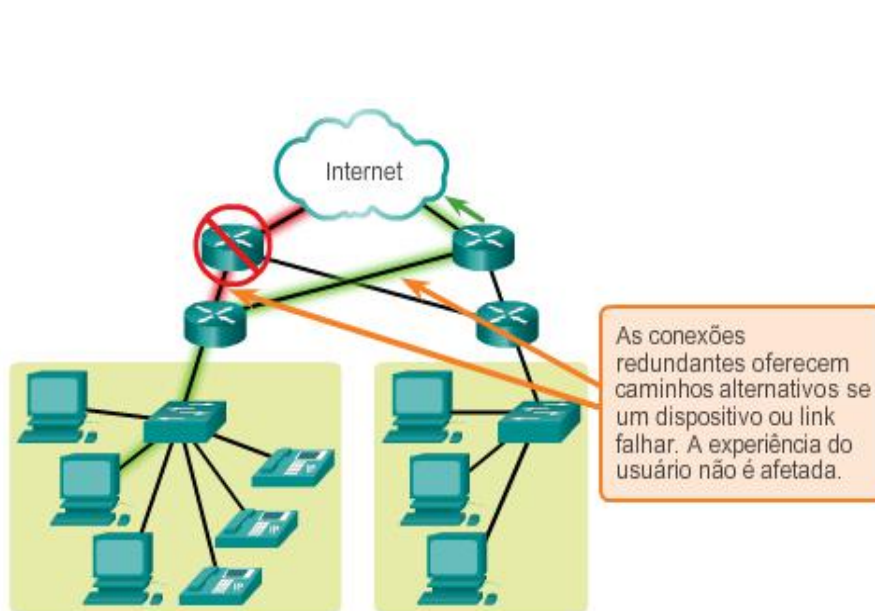 Internet
As conexões
redundantes oferecem
caminhos alternativos se
um dispositivo ou link
falhar. A experiência do
usuário não é afetada.